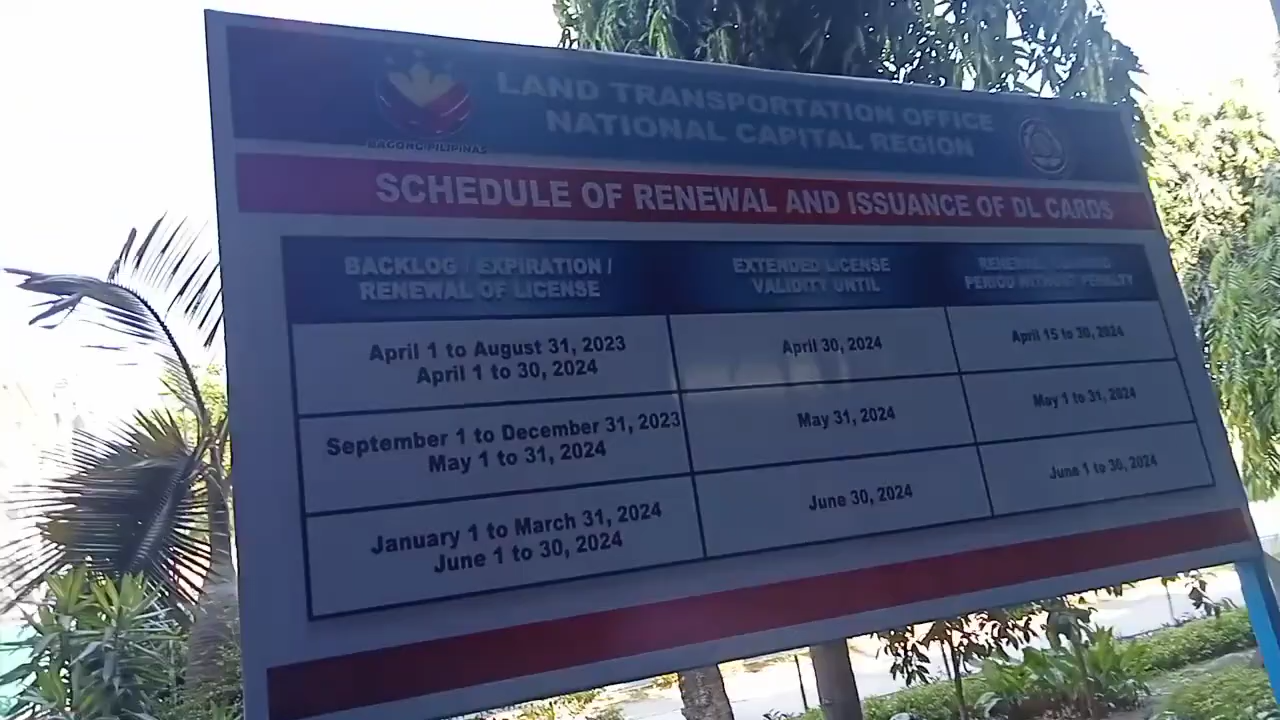 BAGONG PILIPINAS
LAND TRANSPORTATION OFFICE
NATIONAL CAPITAL REGION
SCHEDULE OF RENEWAL AND ISSUANCE OF DL CARDS
BACKLOG / EXPIRATION /
RENEWAL OF LICENSE
EXTENDED LICENSE
VALIDITY UNTIL
RENEWAL
PERIOD WITHOUT PENALTY
April 1 to August 31, 2023
April 1 to 30, 2024
April 30, 2024
April 15 to 30, 2024
September 1 to December 31, 2023
May 1 to 31, 2024
May 31, 2024
May 1 to 31, 2024
January 1 to March 31, 2024
June 1 to 30, 2024
June 30, 2024
June 1 to 30, 2024